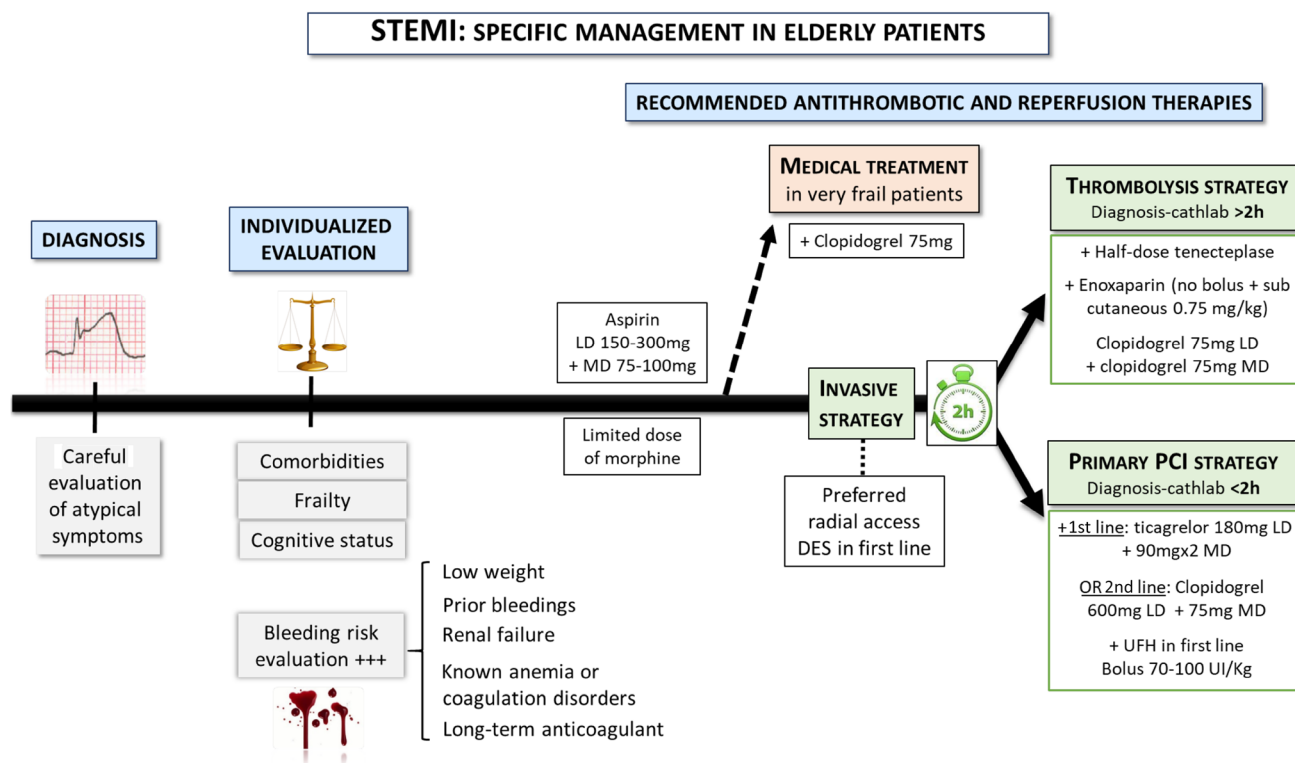 STEMI: SPECIFIC MANAGEMENT IN ELDERLY PATIENTS
RECOMMENDED ANTITHROMBOTIC AND REPERFUSION THERAPIES
DIAGNOSIS
Careful
evaluation
of atypical
symptoms
INDIVIDUALIZED
EVALUATION
Comorbidities
Frailty
Cognitive status
Bleeding risk
evaluation +++
Low weight
Prior bleedings
Renal failure
Known anemia or
coagulation disorders
Long-term anticoagulant
Aspirin
LD 150-300mg
+ MD 75-100mg
Limited dose
of morphine
MEDICAL TREATMENT
in very frail patients
+ Clopidogrel 75mg
INVASIVE
STRATEGY
Preferred
radial access
DES in first line
2h
THROMBOLYSIS STRATEGY
Diagnosis-cathlab >2h
+ Half-dose tenecteplase
+ Enoxaparin (no bolus + sub
cutaneous 0.75 mg/kg)
Clopidogrel 75mg LD
+ clopidogrel 75mg MD
PRIMARY PCI STRATEGY
Diagnosis-cathlab <2h
+1st line: ticagrelor 180mg LD
+ 90mgx2 MD
OR 2nd line: Clopidogrel
600mg LD + 75mg MD
+ UFH in first line
Bolus 70-100 UI/Kg